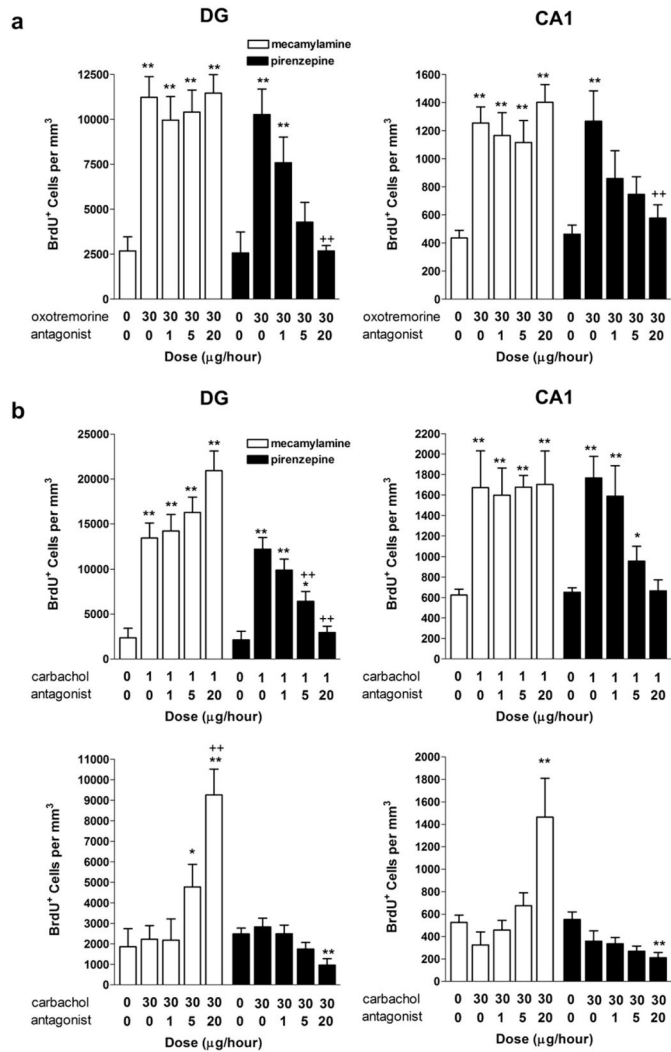 a
DG
CA1
mecamylamine
pirenzepine
BrdU⁺ Cells per mm³
12500
10000
7500
5000
2500
0
** ** ** ** ** ** ++
oxotremorine 0 30 30 30 30 0 30 30 30 30
antagonist 0 0 1 5 20 0 0 1 5 20
Dose (μg/hour)
BrdU⁺ Cells per mm³
1600
1400
1200
1000
800
600
400
200
0
** ** ** ** ** ++
oxotremorine 0 30 30 30 30 0 30 30 30 30
antagonist 0 0 1 5 20 0 0 1 5 20
Dose (μg/hour)
b
DG
CA1
mecamylamine
pirenzepine
BrdU⁺ Cells per mm³
25000
20000
15000
10000
5000
0
** ** ** ** ** ** ++ * ++
carbachol 0 1 1 1 1 0 1 1 1 1
antagonist 0 0 1 5 20 0 0 1 5 20
Dose (μg/hour)
BrdU⁺ Cells per mm³
2200
2000
1800
1600
1400
1200
1000
800
600
400
200
0
** ** ** ** ** ** *
carbachol 0 1 1 1 1 0 1 1 1 1
antagonist 0 0 1 5 20 0 0 1 5 20
Dose (μg/hour)
BrdU⁺ Cells per mm³
11000
10000
9000
8000
7000
6000
5000
4000
3000
2000
1000
0
* ++ ** **
carbachol 0 30 30 30 30 0 30 30 30 30
antagonist 0 0 1 5 20 0 0 1 5 20
Dose (μg/hour)
BrdU⁺ Cells per mm³
2000
1800
1600
1400
1200
1000
800
600
400
200
0
** **
carbachol 0 30 30 30 30 0 30 30 30 30
antagonist 0 0 1 5 20 0 0 1 5 20
Dose (μg/hour)